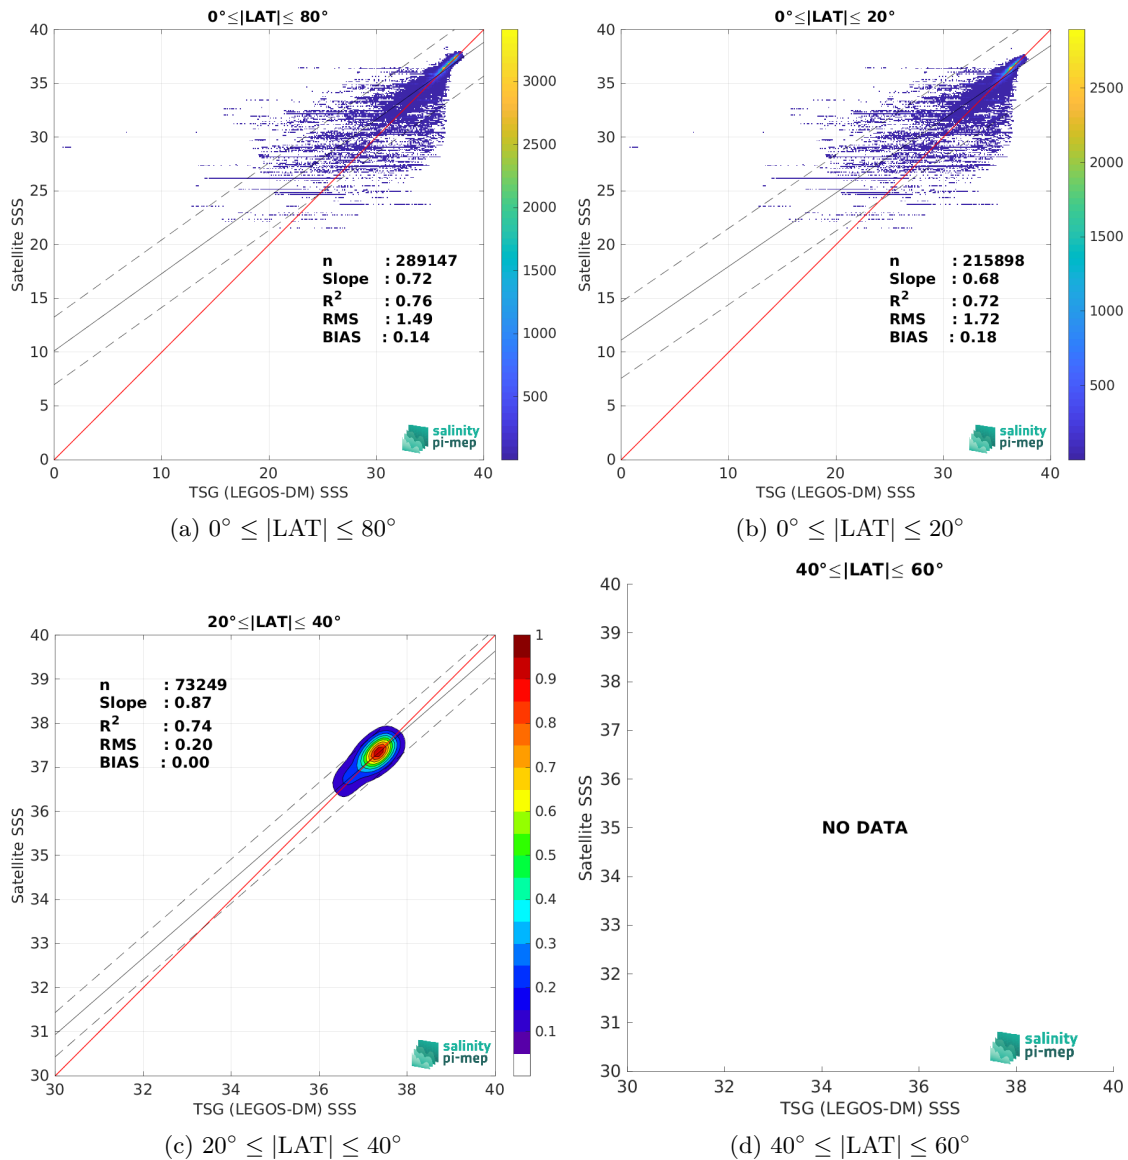 0°≤|LAT|≤ 80°
40
35
30
25
20
15
10
5
0
Satellite SSS
n : 289147
Slope : 0.72
R² : 0.76
RMS : 1.49
BIAS : 0.14
salinity
pi-mep
0 10 20 30 40
TSG (LEGOS-DM) SSS
3000
2500
2000
1500
1000
500
(a) 0° ≤ |LAT| ≤ 80°
0°≤|LAT|≤ 20°
40
35
30
25
20
15
10
5
0
Satellite SSS
n : 215898
Slope : 0.68
R² : 0.72
RMS : 1.72
BIAS : 0.18
salinity
pi-mep
0 10 20 30 40
TSG (LEGOS-DM) SSS
2500
2000
1500
1000
500
(b) 0° ≤ |LAT| ≤ 20°
20°≤|LAT|≤ 40°
40
39
38
37
36
35
34
33
32
31
30
Satellite SSS
n : 73249
Slope : 0.87
R² : 0.74
RMS : 0.20
BIAS : 0.00
salinity
pi-mep
30 32 34 36 38 40
TSG (LEGOS-DM) SSS
1
0.9
0.8
0.7
0.6
0.5
0.4
0.3
0.2
0.1
(c) 20° ≤ |LAT| ≤ 40°
40°≤|LAT|≤ 60°
40
39
38
37
36
35
34
33
32
31
30
Satellite SSS
NO DATA
salinity
pi-mep
30 32 34 36 38 40
TSG (LEGOS-DM) SSS
(d) 40° ≤ |LAT| ≤ 60°